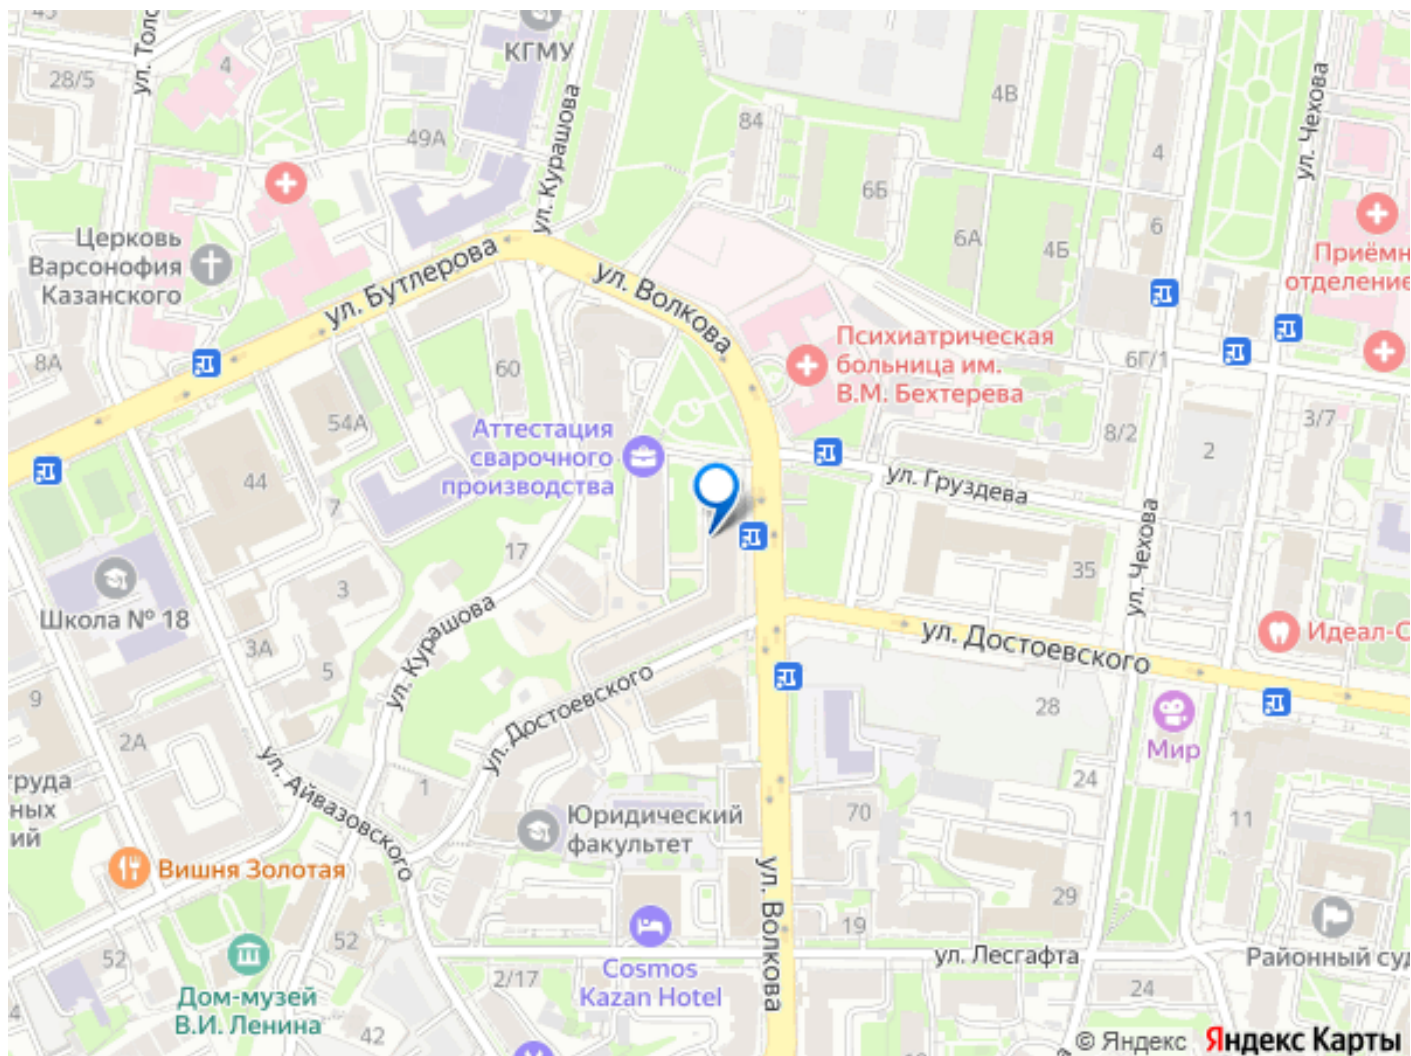 ул. Толс
КГМУ
28/5
4
49А
ул. Курашова
84
4В
ул. Чехова
4
6Б
6
6А
4Б
Церковь
Варсонофия
Казанского
Приёмн
отделение
ул. Бутлерова
ул. Волкова
Психиатрическая
больница им.
В.М. Бехтерева
8А
60
6Г/1
54А
3/7
8/2
2
Аттестация
сварочного
производства
44
7
ул. Груздева
ул. Чехова
17
35
3
Школа № 18
ул. Курашова
3А
5
ул. Достоевского
Идеал-С
9
2А
ул. Достоевского
28
Мир
24
труда
ных
ий
ул. Айвазовского
1
Юридический
факультет
70
11
Вишня Золотая
ул. Волкова
29
19
52
52
2/17
Cosmos
Kazan Hotel
ул. Лесгафта
Районный суд
24
4
Дом-музей
В.И. Ленина
42
© Яндекс Яндекс Карты